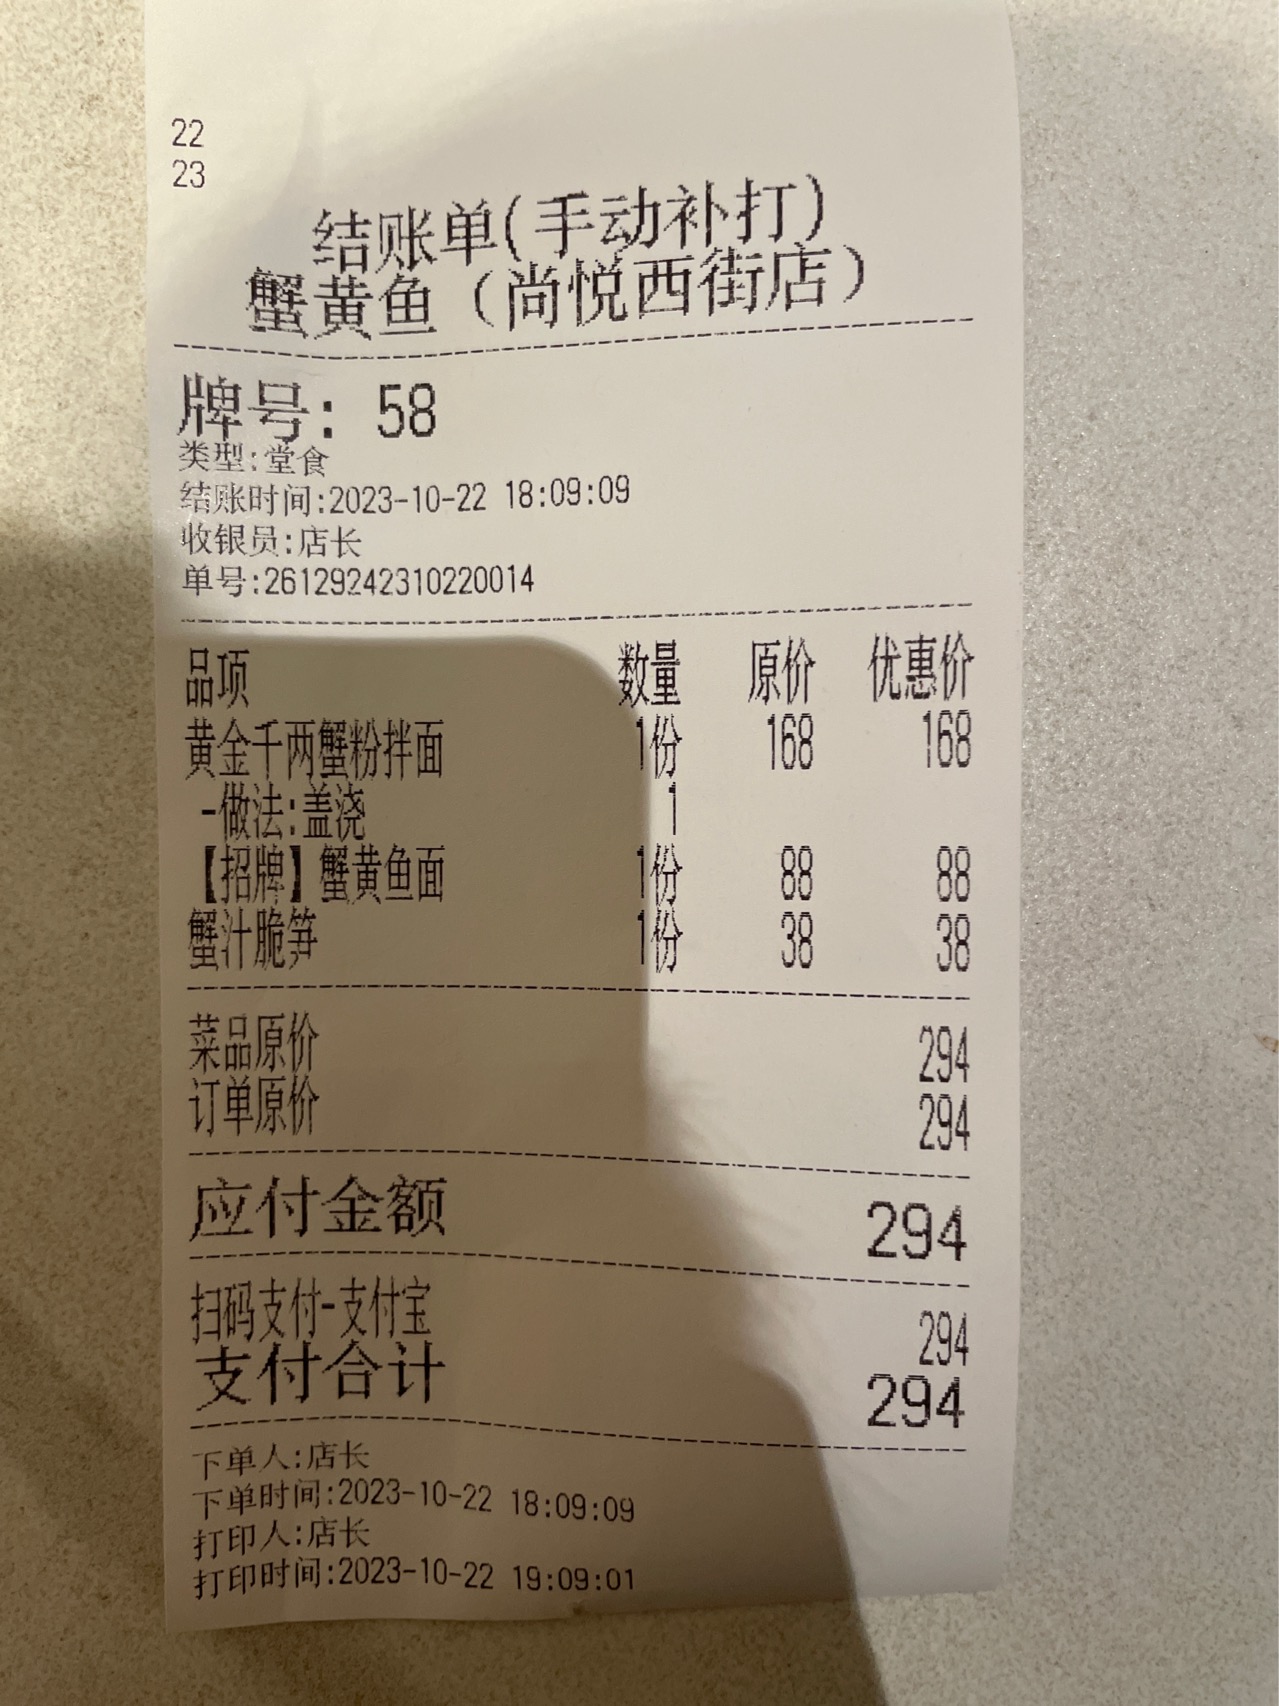 22
23
结账单(手动补打)
蟹黄鱼（尚悦西街店）
牌号: 58
类型:堂食
结账时间:2023-10-22 18:09:09
收银员:店长
单号:26129242310220014
品项 数量 原价 优惠价
黄金千两蟹粉拌面 1份 168 168
-做法:盖浇 1
【招牌】蟹黄鱼面 1份 88 88
蟹汁脆笋 1份 38 38
菜品原价 294
订单原价 294
应付金额 294
扫码支付-支付宝 294
支付合计 294
下单人:店长
下单时间:2023-10-22 18:09:09
打印人:店长
打印时间:2023-10-22 19:09:01